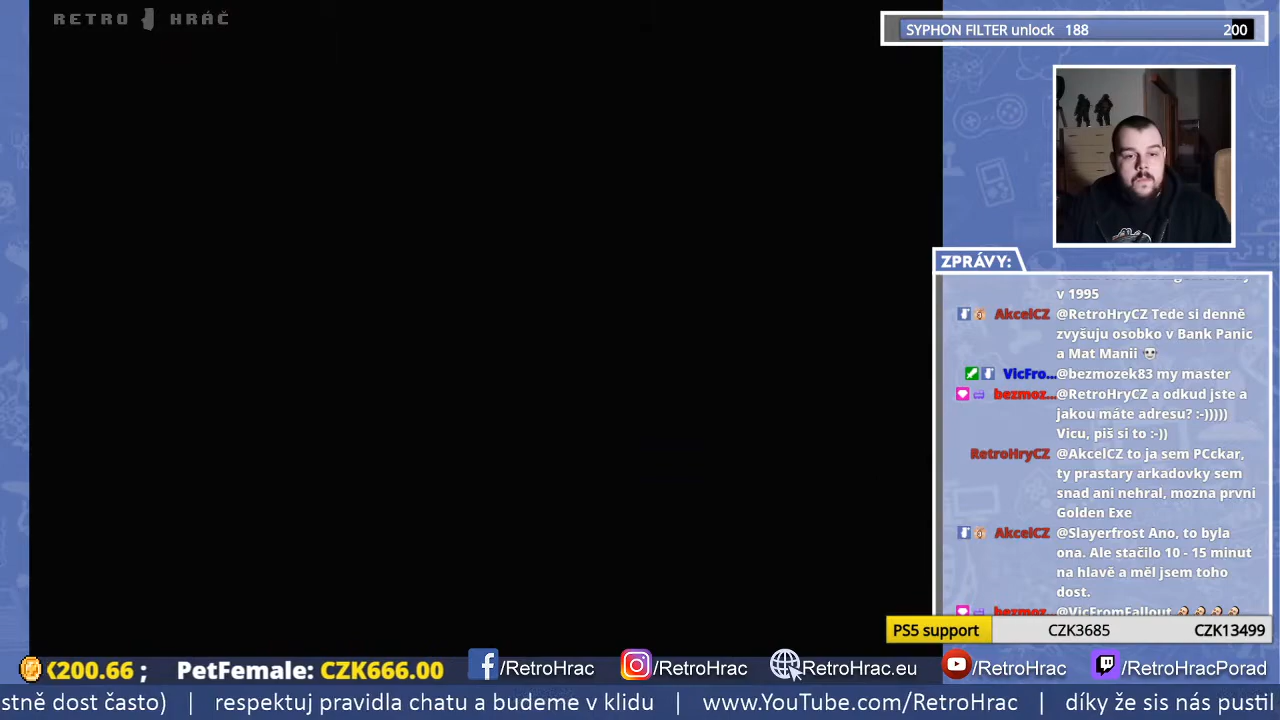 RETRO HRÁČ
SYPHON FILTER unlock 188 200
ZPRÁVY:
v 1995
AkcelCZ @RetroHryCZ Tede si denně
zvyšuju osobko v Bank Panic
a Mat Manii
VicFro... @bezmozek83 my master
bezmoz... @RetroHryCZ a odkud jste a
jakou máte adresu? :-)))))
Vicu, piš si to :-))
RetroHryCZ @AkcelCZ to ja sem PCckar,
ty prastary arkadovky sem
snad ani nehral, mozna prvni
Golden Exe
AkcelCZ @Slayerfrost Ano, to byla
ona. Ale stačilo 10 - 15 minut
na hlavě a měl jsem toho
dost.
bezmoz... @VicFromFallout
PS5 support CZK3685 CZK13499
200.66 ; PetFemale: CZK666.00 /RetroHrac /RetroHrac RetroHrac.eu /RetroHrac /RetroHracPorad
stně dost často) | respektuj pravidla chatu a budeme v klidu | www.YouTube.com/RetroHrac | díky že sis nás pustil